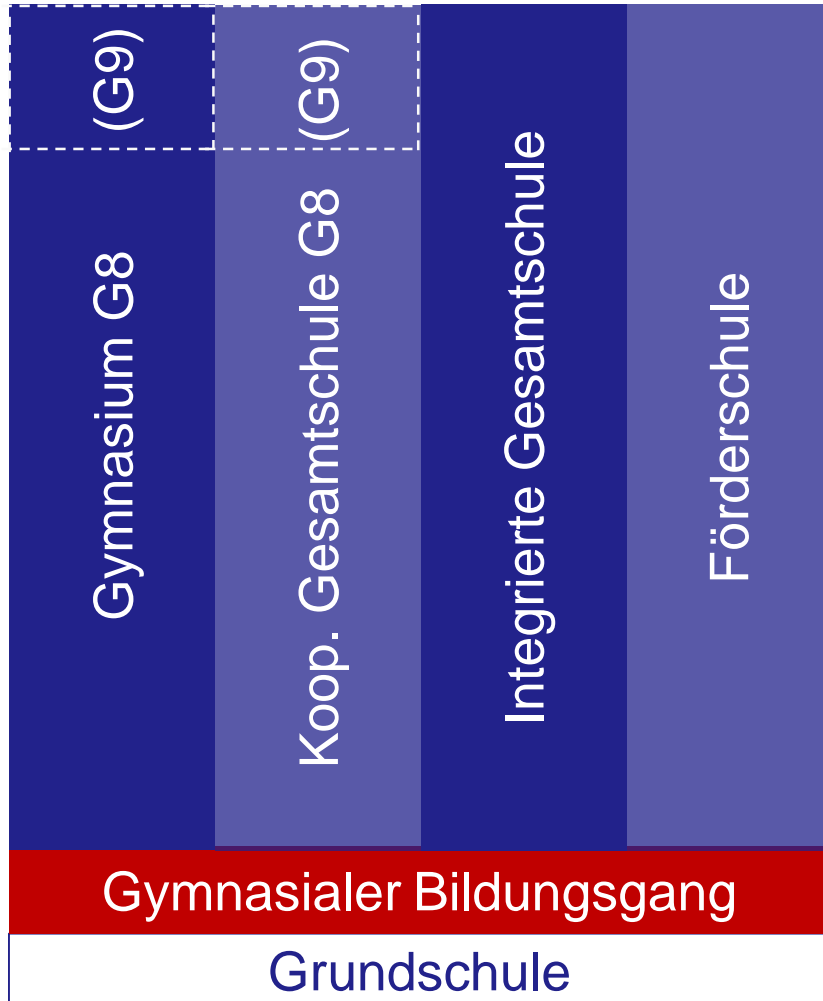 (G9)
(G9)
Gymnasium G8
Koop. Gesamtschule G8
Integrierte Gesamtschule
Förderschule
Gymnasialer Bildungsgang
Grundschule